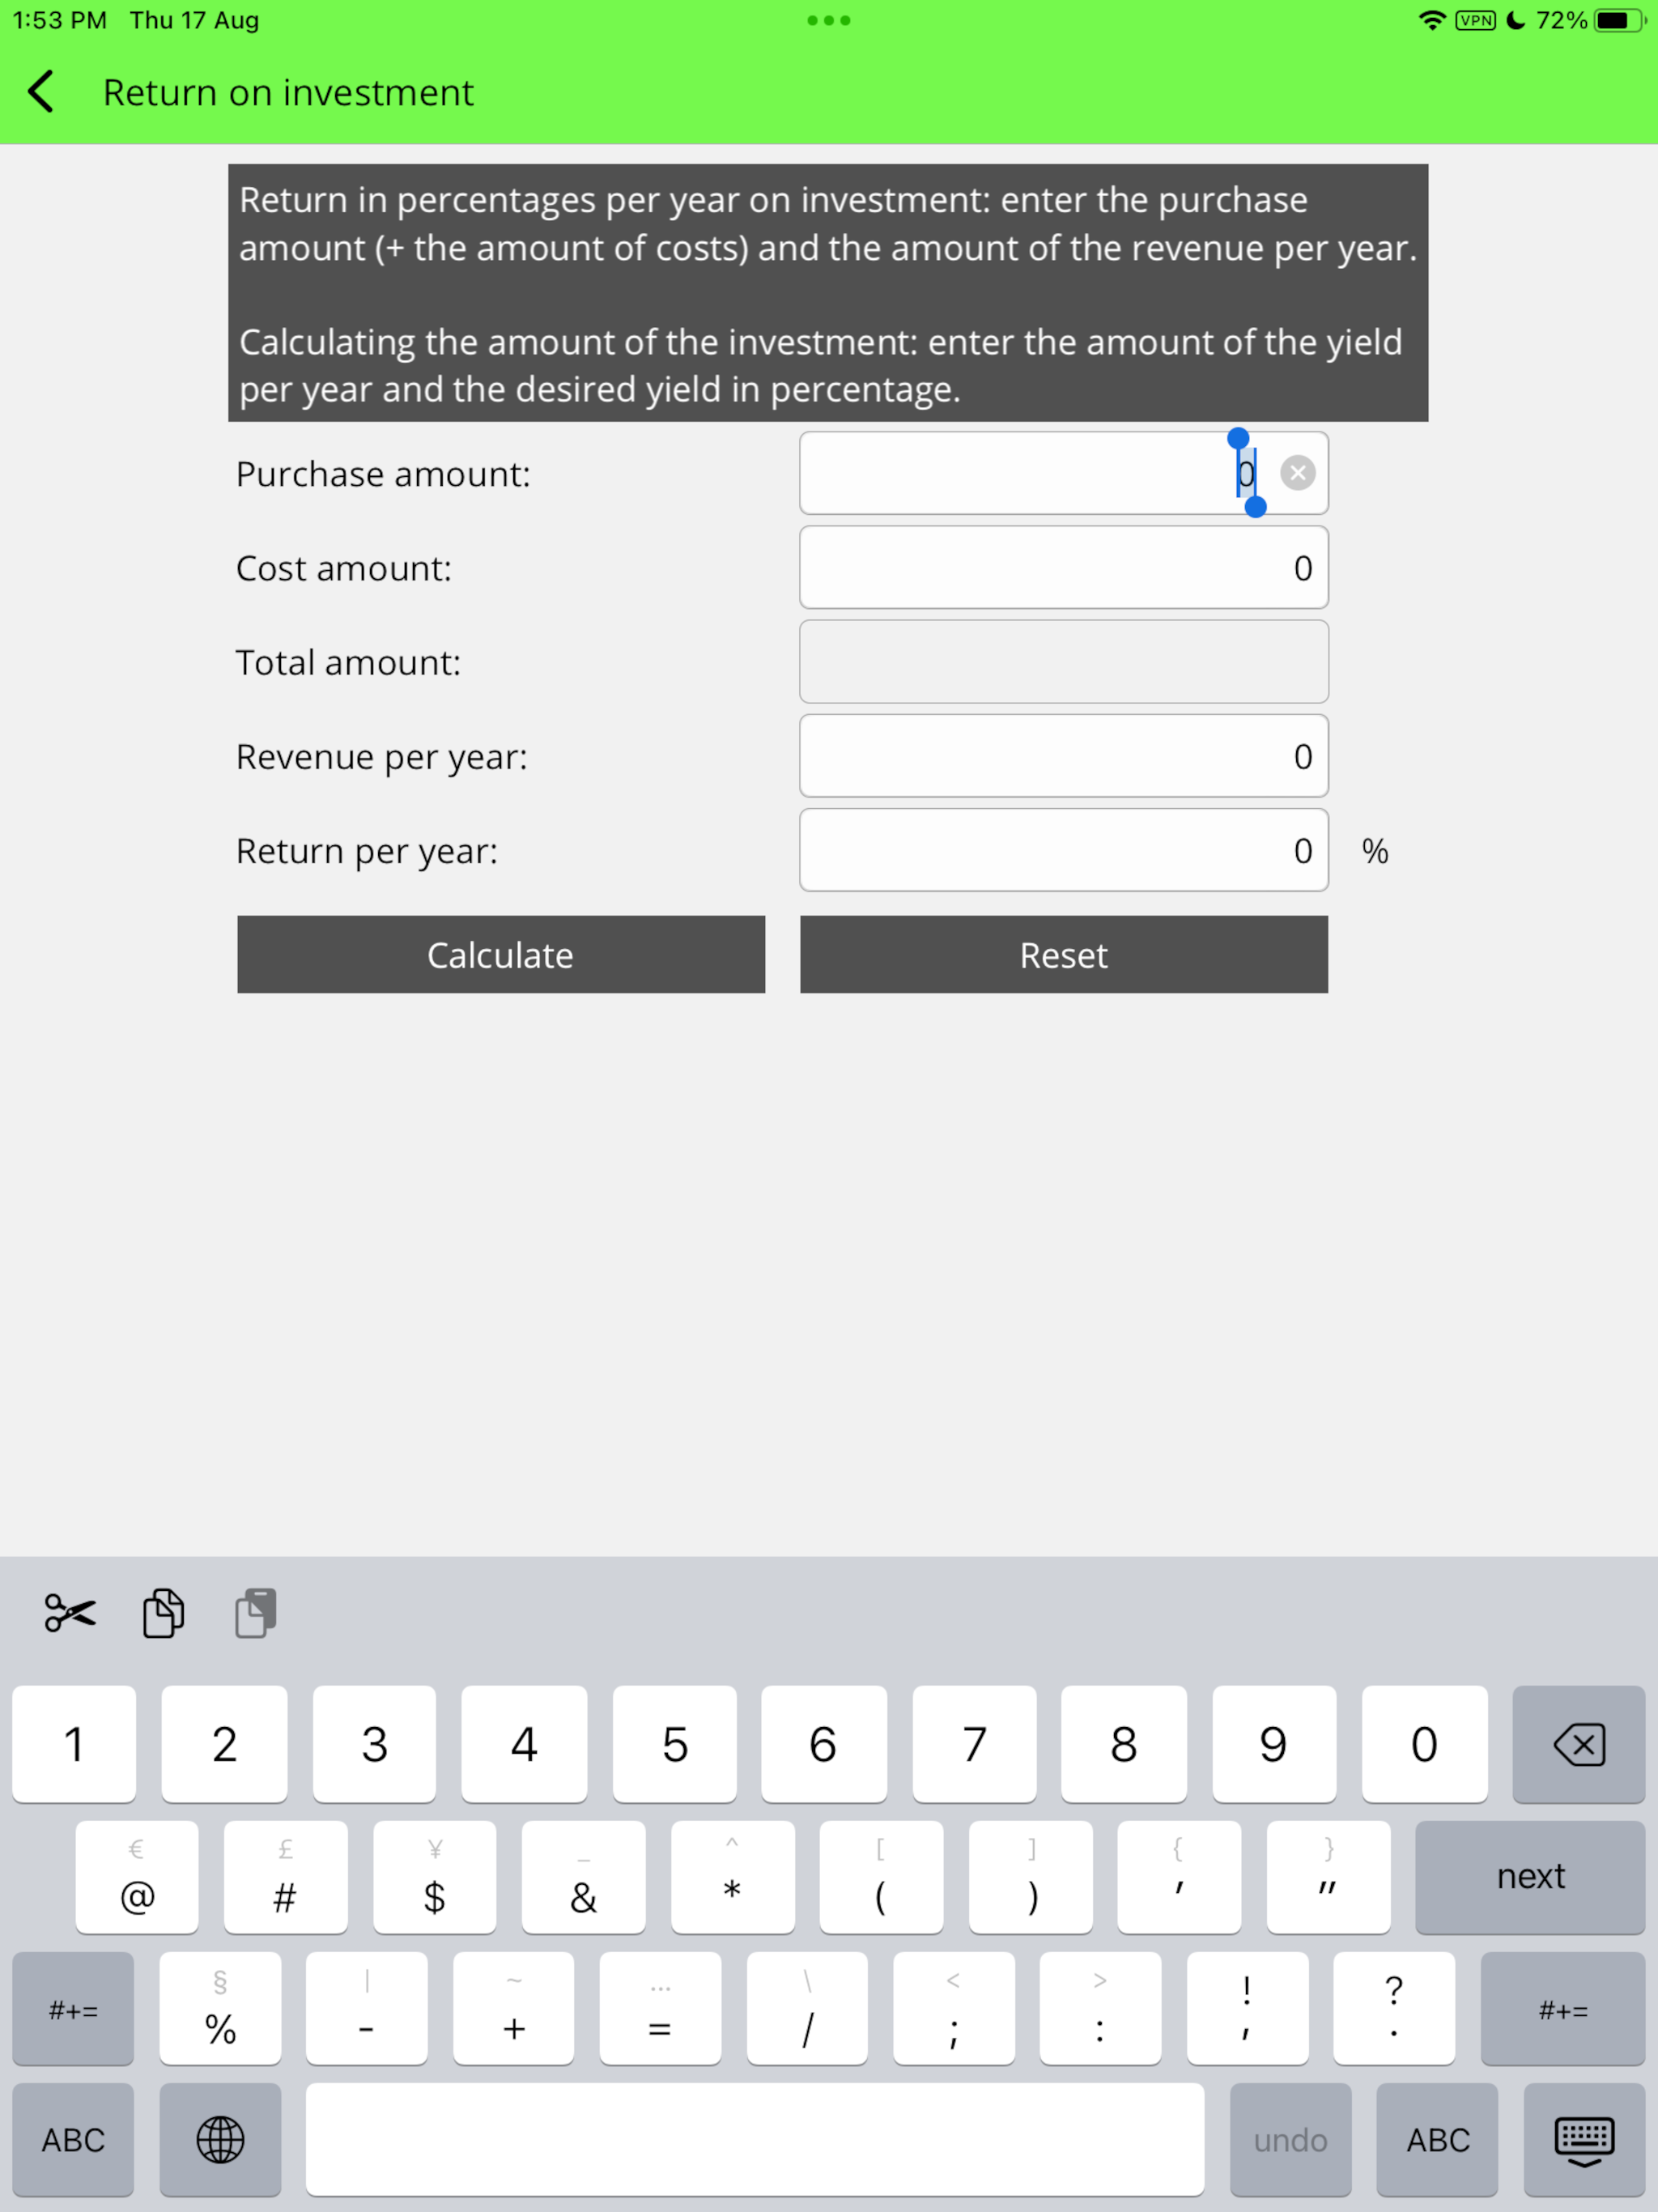 1:53 PM Thu 17 Aug
VPN 72%
Return on investment
Return in percentages per year on investment: enter the purchase
amount (+ the amount of costs) and the amount of the revenue per year.
Calculating the amount of the investment: enter the amount of the yield
per year and the desired yield in percentage.
Purchase amount: 0
Cost amount: 0
Total amount:
Revenue per year: 0
Return per year: 0 %
Calculate Reset
1 2 3 4 5 6 7 8 9 0
€ £ ¥ _ ^ [ ] { }
@ # $ & * ( ) ' " next
§ | ~ … \ < > ! ?
#+= % - + = / ; : , . #+=
ABC undo ABC